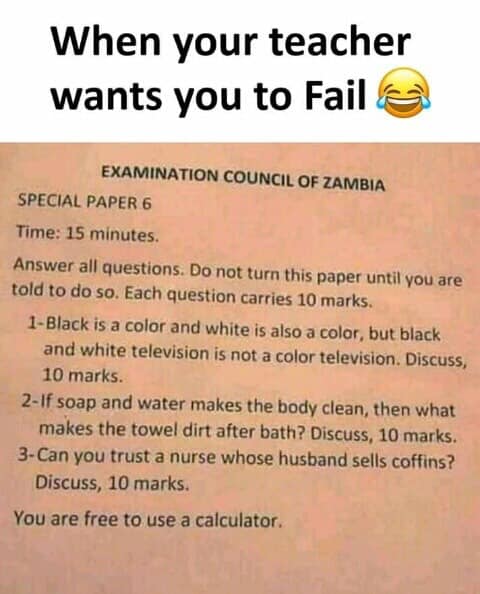 When your teacher
wants you to Fail 😂
EXAMINATION COUNCIL OF ZAMBIA
SPECIAL PAPER 6
Time: 15 minutes.
Answer all questions. Do not turn this paper until you are
told to do so. Each question carries 10 marks.
1-Black is a color and white is also a color, but black
and white television is not a color television. Discuss,
10 marks.
2-If soap and water makes the body clean, then what
makes the towel dirt after bath? Discuss, 10 marks.
3-Can you trust a nurse whose husband sells coffins?
Discuss, 10 marks.
You are free to use a calculator.